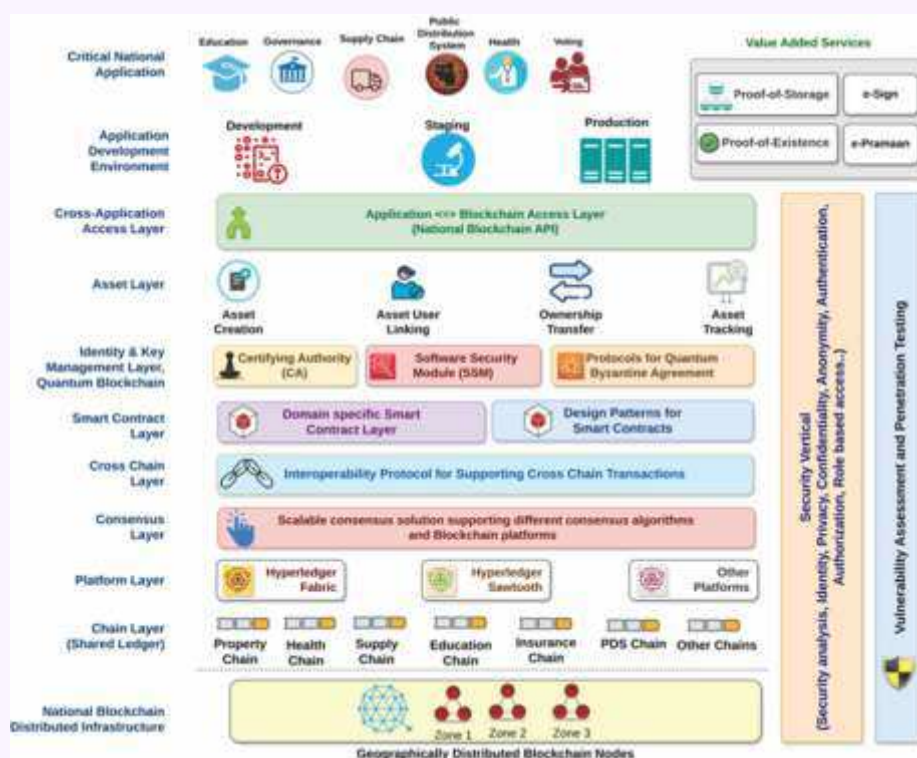 Critical National
Application
Education
Governance
Supply Chain
Public
Distribution
System
Health
Voting
Value Added Services
Proof-of-Storage
e-Sign
Proof-of-Existence
e-Pramaan
Application
Development
Environment
Development
Staging
Production
Cross-Application
Access Layer
Application <=> Blockchain Access Layer
(National Blockchain API)
Asset Layer
Asset
Creation
Asset User
Linking
Ownership
Transfer
Asset
Tracking
Identity & Key
Management Layer,
Quantum Blockchain
Certifying Authority
(CA)
Software Security
Module (SSM)
Protocols for Quantum
Byzantine Agreement
Smart Contract
Layer
Domain specific Smart
Contract Layer
Design Patterns for
Smart Contracts
Cross Chain
Layer
Interoperability Protocol for Supporting Cross Chain Transactions
Consensus
Layer
Scalable consensus solution supporting different consensus algorithms
and Blockchain platforms
Platform Layer
Hyperledger
Fabric
Hyperledger
Sawtooth
Other
Platforms
Chain Layer
(Shared Ledger)
Property
Chain
Health
Chain
Supply
Chain
Education
Chain
Insurance
Chain
PDS Chain
Other Chains
National Blockchain
Distributed Infrastructure
Zone 1
Zone 2
Zone 3
Geographically Distributed Blockchain Nodes
Security Vertical
(Security analysis, Identity, Privacy, Confidentiality, Anonymity, Authentication,
Authorization, Role based access..)
Vulnerability Assessment and Penetration Testing